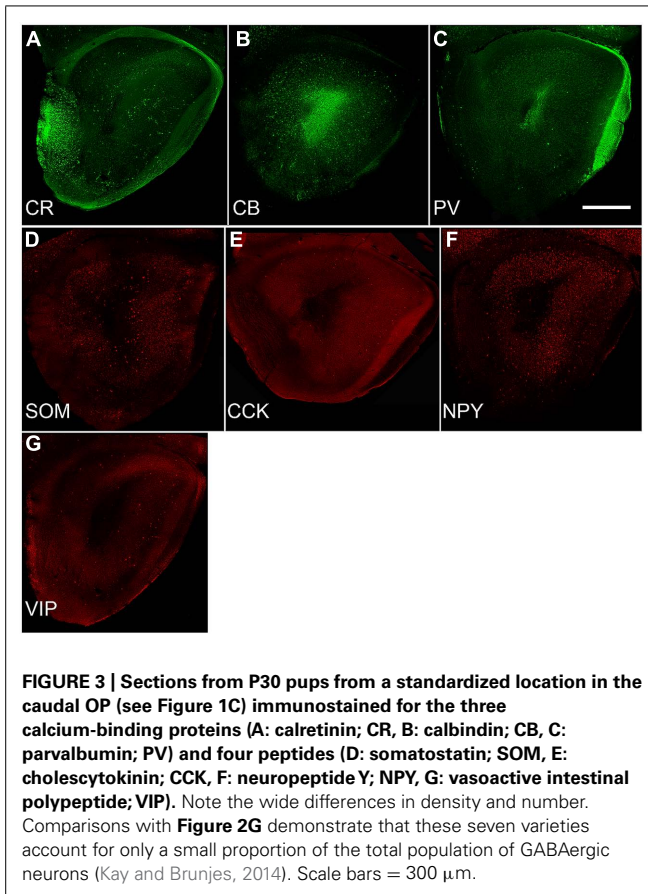 A
B
C
CR
CB
PV
D
E
F
SOM
CCK
NPY
G
VIP
FIGURE 3 | Sections from P30 pups from a standardized location in the
caudal OP (see Figure 1C) immunostained for the three
calcium-binding proteins (A: calretinin; CR, B: calbindin; CB, C:
parvalbumin; PV) and four peptides (D: somatostatin; SOM, E:
cholescytokinin; CCK, F: neuropeptide Y; NPY, G: vasoactive intestinal
polypeptide; VIP). Note the wide differences in density and number.
Comparisons with Figure 2G demonstrate that these seven varieties
account for only a small proportion of the total population of GABAergic
neurons (Kay and Brunjes, 2014). Scale bars = 300 μm.